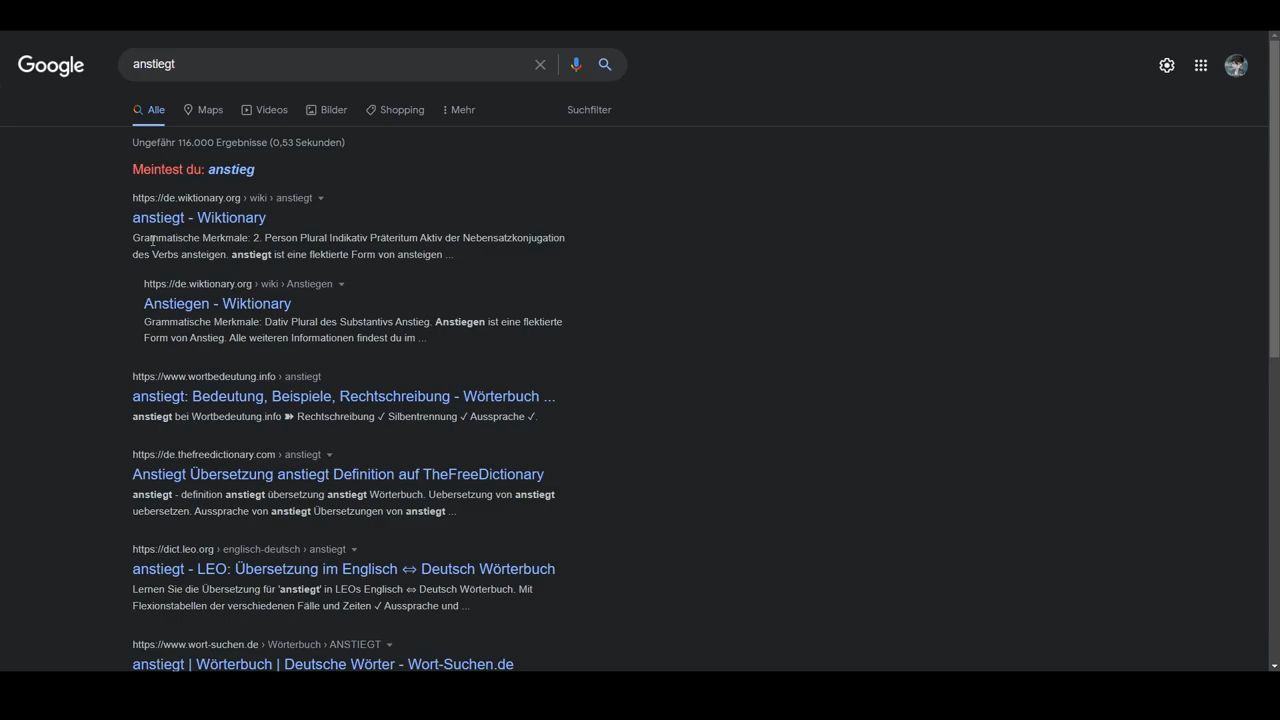 Google
anstiegt
Alle Maps Videos Bilder Shopping Mehr Suchfilter
Ungefähr 116.000 Ergebnisse (0,53 Sekunden)
Meintest du: anstieg
https://de.wiktionary.org › wiki › anstiegt
anstiegt - Wiktionary
Grammatische Merkmale: 2. Person Plural Indikativ Präteritum Aktiv der Nebensatzkonjugation
des Verbs ansteigen. anstiegt ist eine flektierte Form von ansteigen ...
https://de.wiktionary.org › wiki › Anstiegen
Anstiegen - Wiktionary
Grammatische Merkmale: Dativ Plural des Substantivs Anstieg. Anstiegen ist eine flektierte
Form von Anstieg. Alle weiteren Informationen findest du im ...
https://www.wortbedeutung.info › anstiegt
anstiegt: Bedeutung, Beispiele, Rechtschreibung - Wörterbuch ...
anstiegt bei Wortbedeutung.info ➽ Rechtschreibung ✓ Silbentrennung ✓ Aussprache ✓.
https://de.thefreedictionary.com › anstiegt
Anstiegt Übersetzung anstiegt Definition auf TheFreeDictionary
anstiegt - definition anstiegt übersetzung anstiegt Wörterbuch. Uebersetzung von anstiegt
uebersetzen. Aussprache von anstiegt Übersetzungen von anstiegt ...
https://dict.leo.org › englisch-deutsch › anstiegt
anstiegt - LEO: Übersetzung im Englisch ⇔ Deutsch Wörterbuch
Lernen Sie die Übersetzung für 'anstiegt' in LEOs Englisch ⇔ Deutsch Wörterbuch. Mit
Flexionstabellen der verschiedenen Fälle und Zeiten ✓ Aussprache und ...
https://www.wort-suchen.de › Wörterbuch › ANSTIEGT
anstiegt | Wörterbuch | Deutsche Wörter - Wort-Suchen.de